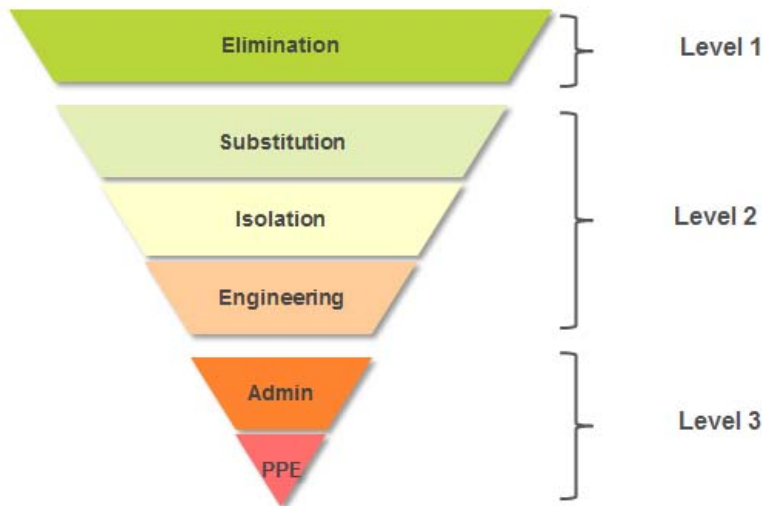 Elimination
Level 1
Substitution
Isolation
Level 2
Engineering
Admin
Level 3
PPE